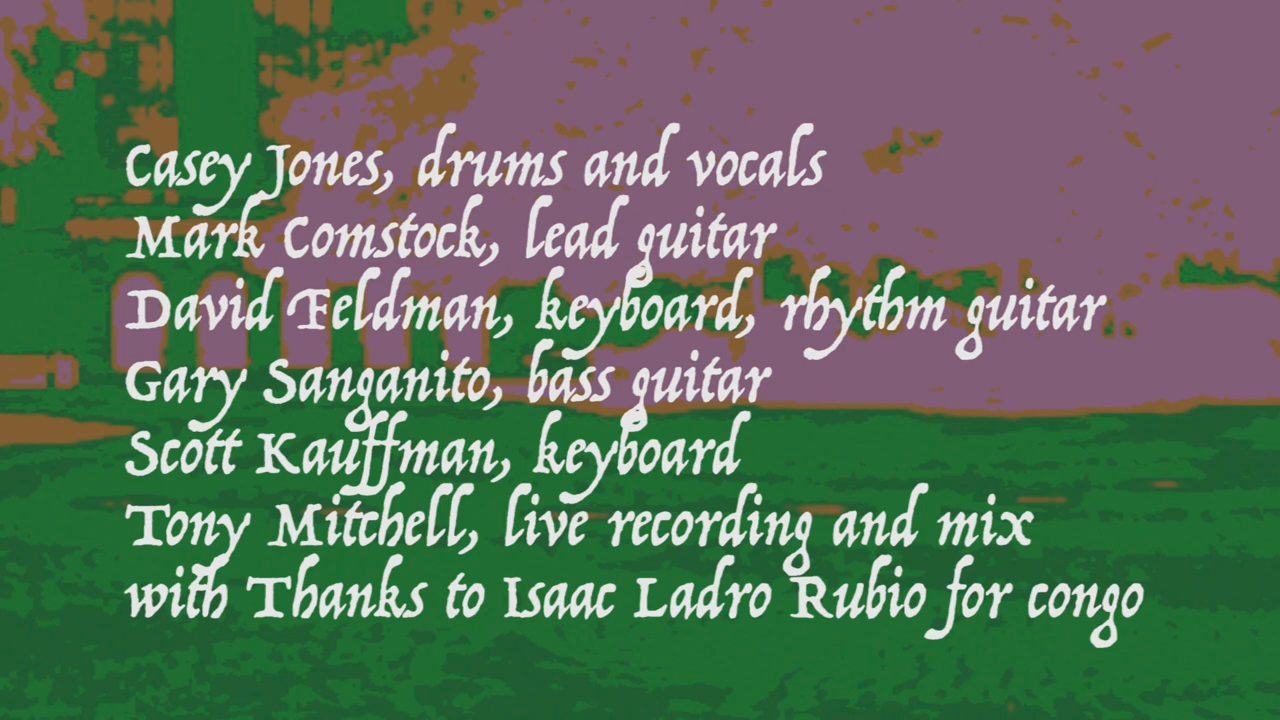 Casey Jones, drums and vocals
Mark Comstock, lead guitar
David Feldman, keyboard, rhythm guitar
Gary Sanganito, bass guitar
Scott Kauffman, keyboard
Tony Mitchell, live recording and mix
with Thanks to Isaac Ladro Rubio for congo